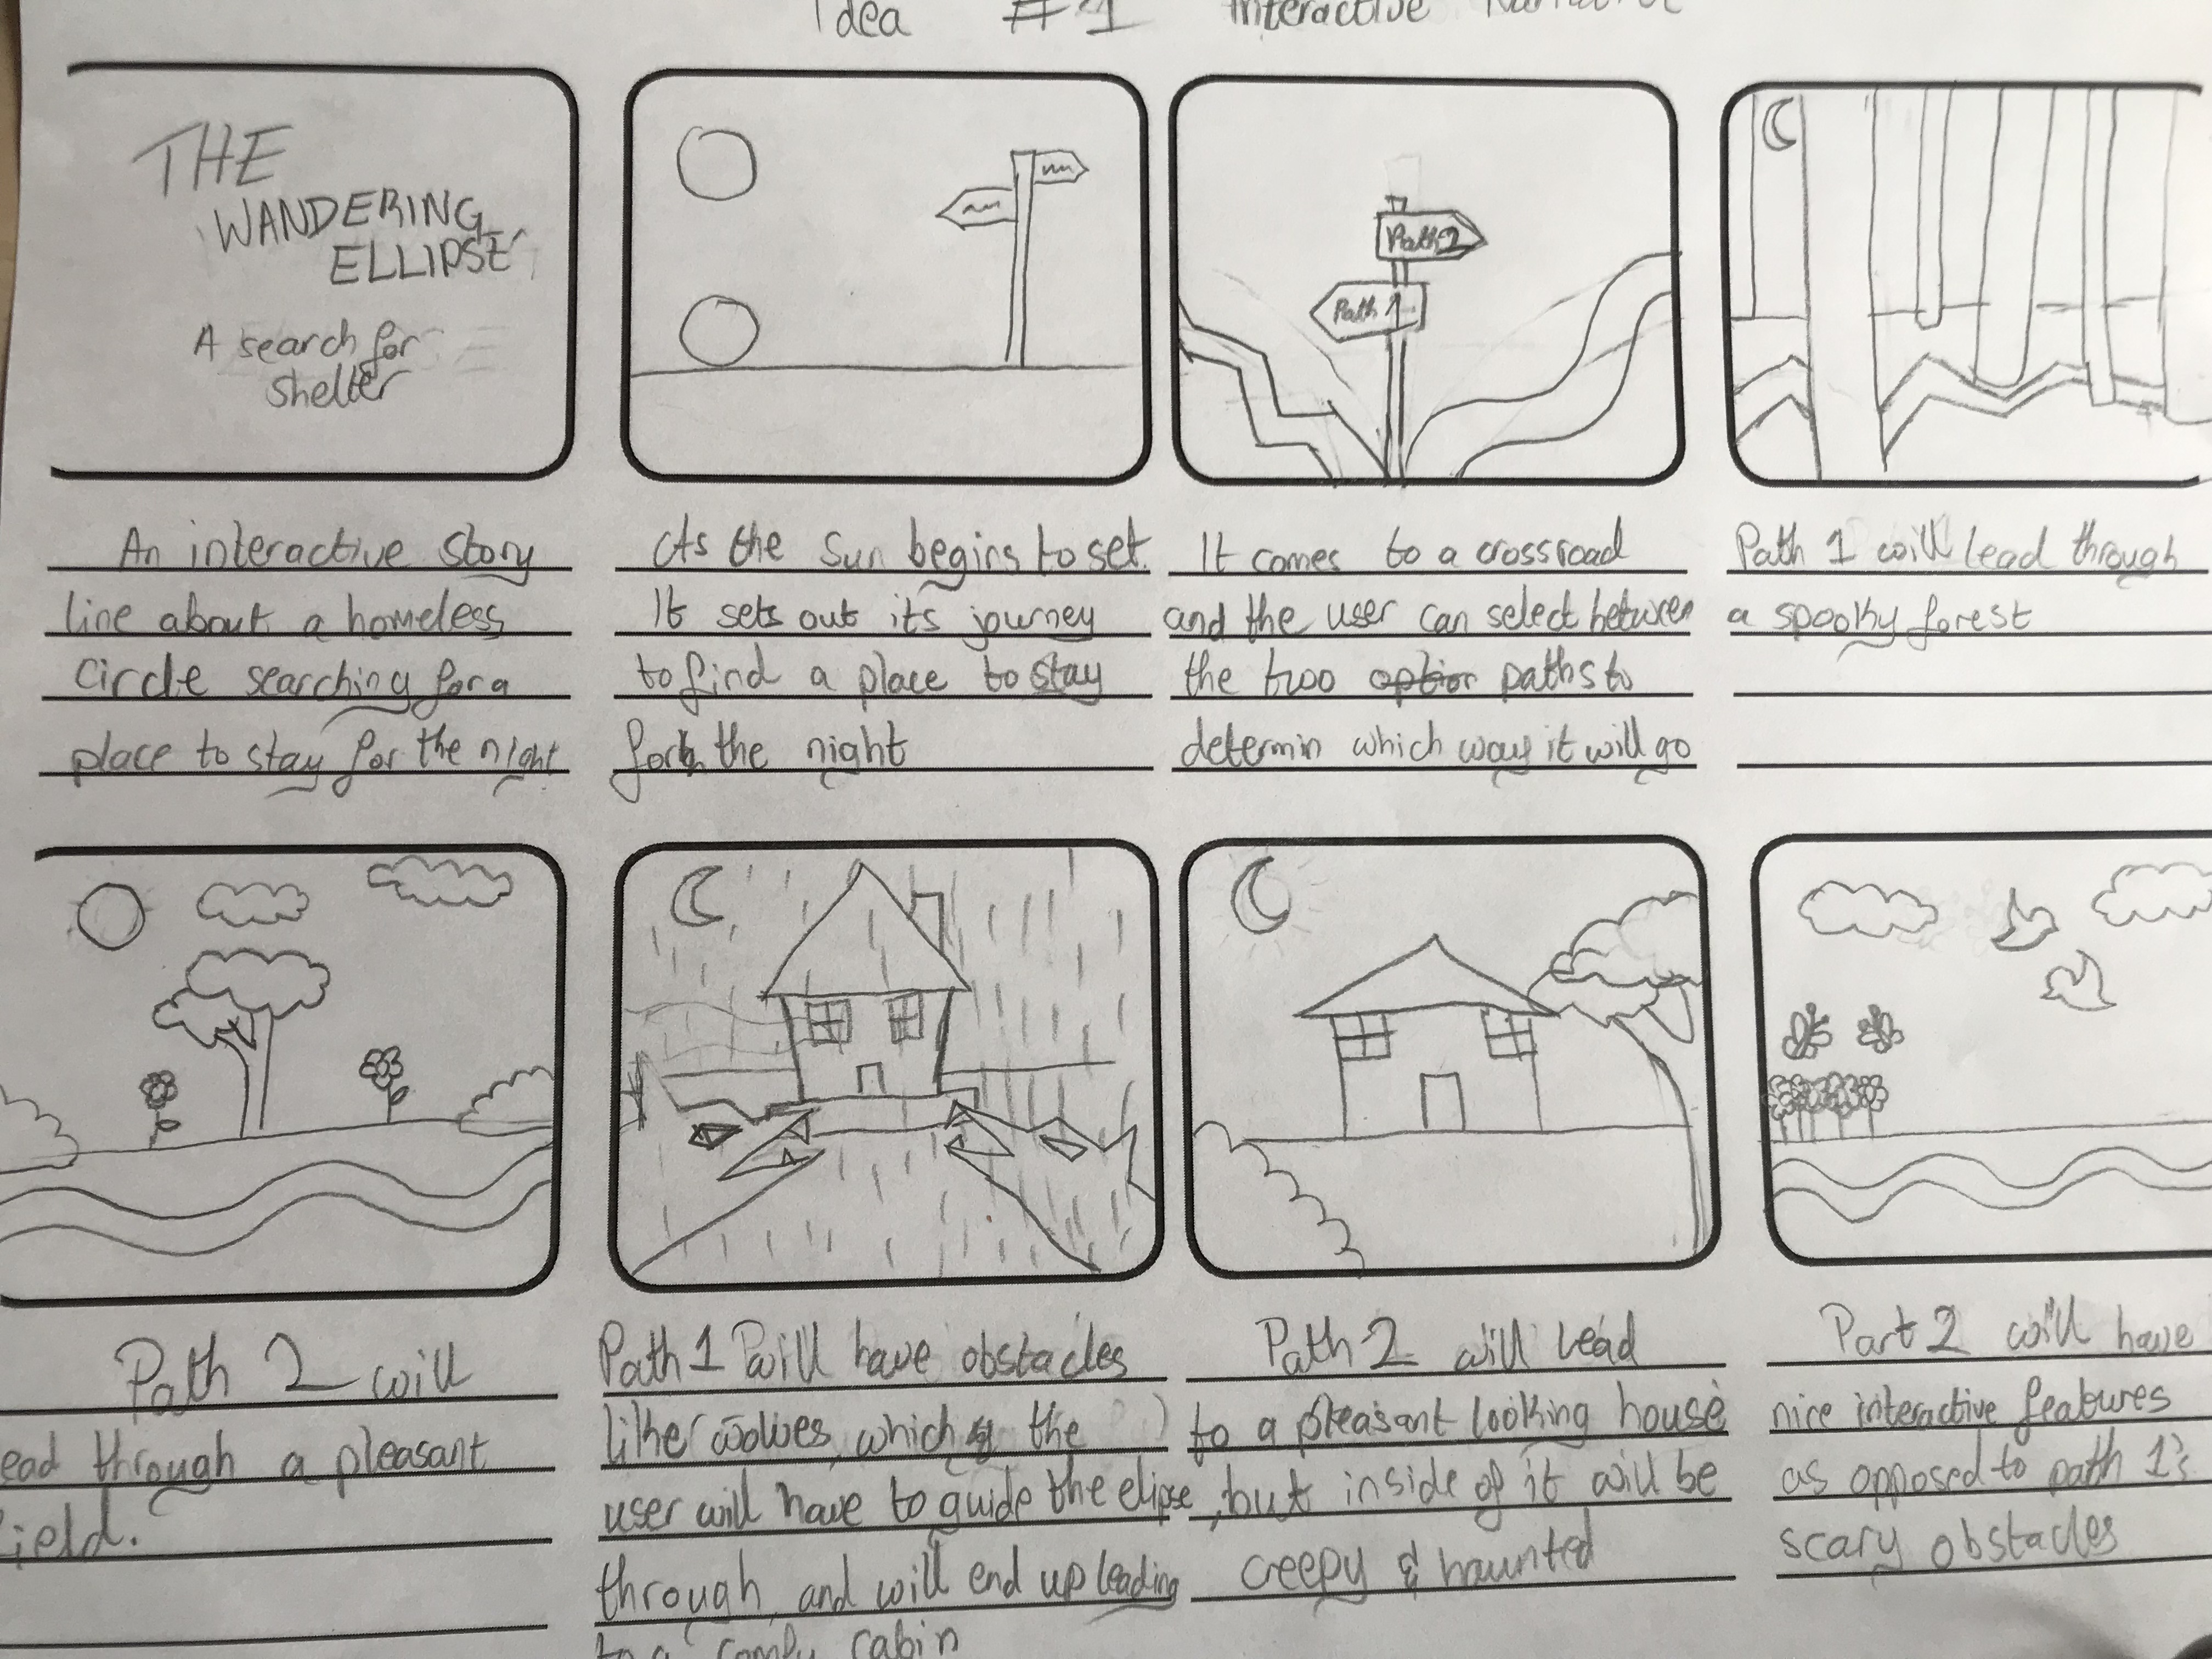 Idea #1 Interactive Narrative
THE
WANDERING
ELLIPSE
A search for
shelter
Path 2
Path 1
An interactive story
line about a homeless
circle searching for a
place to stay for the night
As the Sun begins to set.
It sets out its journey
to find a place to stay
for the night
It comes to a crossroad
and the user can select between
the two option paths to
determin which way it will go
Path 1 will lead through
a spooky forest
Path 2 will
ead through a pleasant
ield.
Path 1 will have obstacles
like wolves, which the
user will have to guide the elipse
through, and will end up leading
to a comfy cabin
Path 2 will lead
to a pleasant looking house
, but inside of it will be
creepy & haunted
Part 2 will have
nice interactive features
as opposed to path 1's
scary obstacles